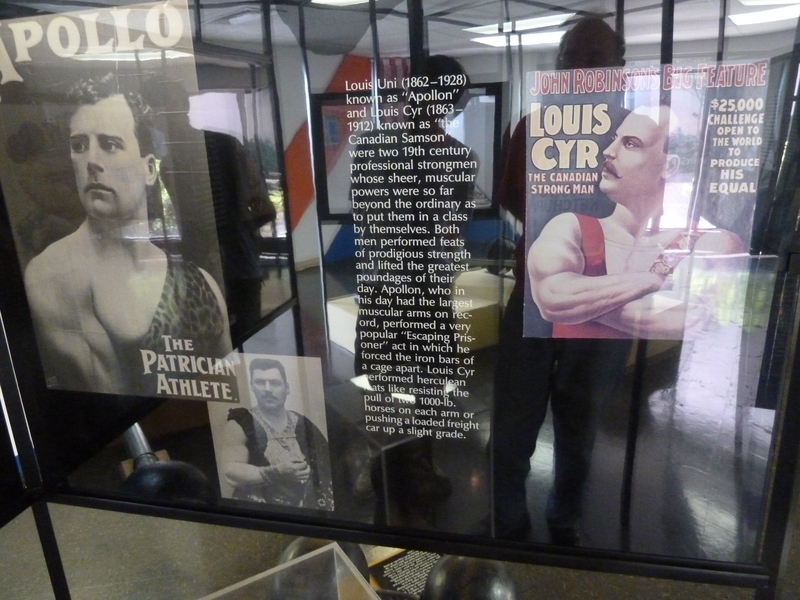 APOLLO
THE
PATRICIAN
ATHLETE.
Louis Uni (1862–1928)
known as "Apollon"
and Louis Cyr (1863–
1912) known as "the
Canadian Samson"
were two 19th century
professional strongmen
whose sheer, muscular
powers were so far
beyond the ordinary as
to put them in a class
by themselves. Both
men performed feats
of prodigious strength
and lifted the greatest
poundages of their
day. Apollon, who in
his day had the largest
muscular arms on rec-
ord, performed a very
popular "Escaping Pris-
oner" act in which he
forced the iron bars of
a cage apart. Louis Cyr
performed herculean
feats like resisting the
pull of two 1000-lb.
horses on each arm or
pushing a loaded freight
car up a slight grade.
JOHN ROBINSON'S BIG FEATURE
LOUIS
CYR
THE CANADIAN
STRONG MAN
$25,000
CHALLENGE
OPEN TO
THE WORLD
TO
PRODUCE
HIS
EQUAL